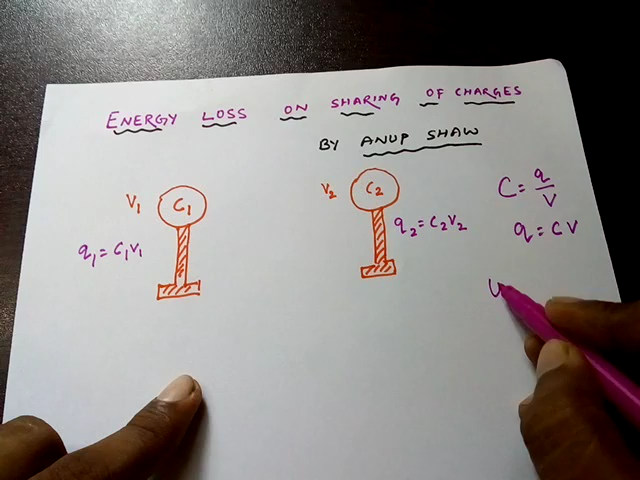 ENERGY LOSS ON SHARING OF CHARGES
BY ANUP SHAW
V1
C1
q1 = C1V1
V2
C2
q2 = C2V2
C = q/V
q = CV
U